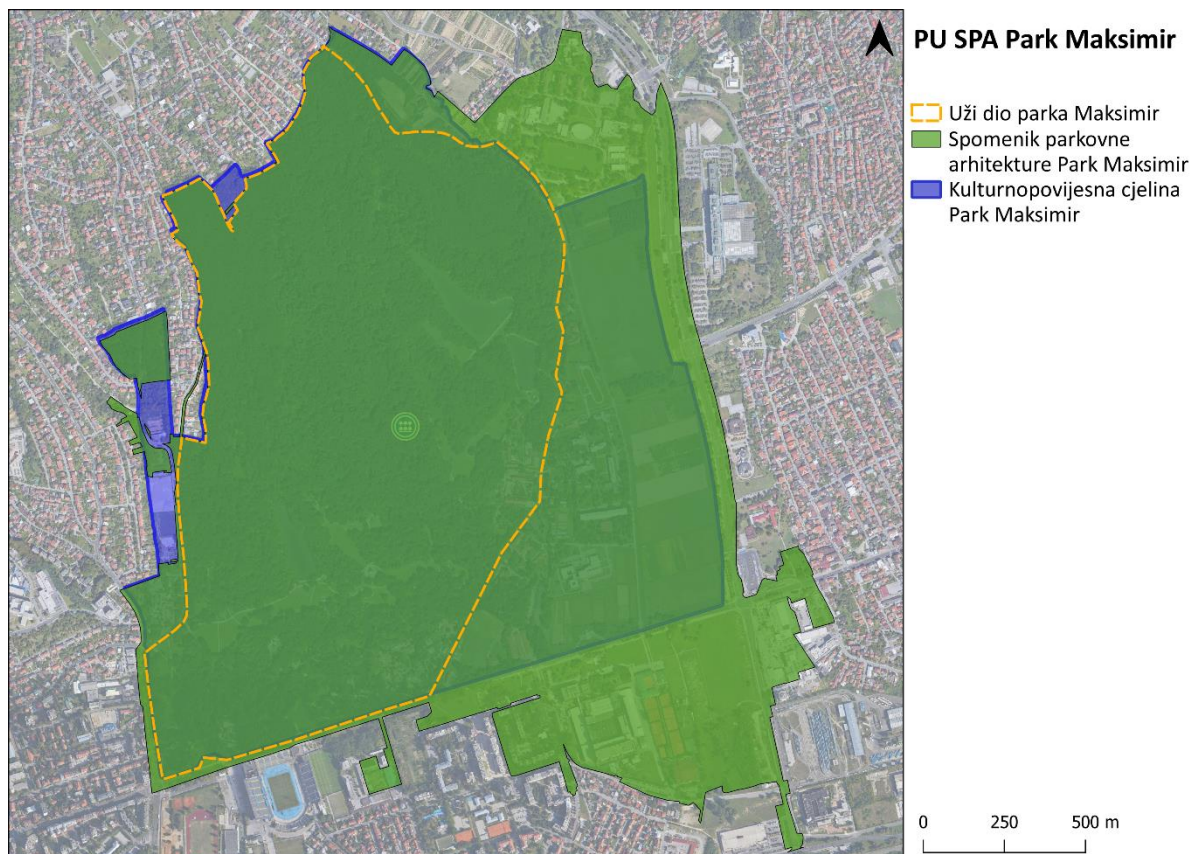 PU SPA Park Maksimir
Uži dio parka Maksimir
Spomenik parkovne
arhitekture Park Maksimir
Kulturnopovijesna cjelina
Park Maksimir
0 250 500 m